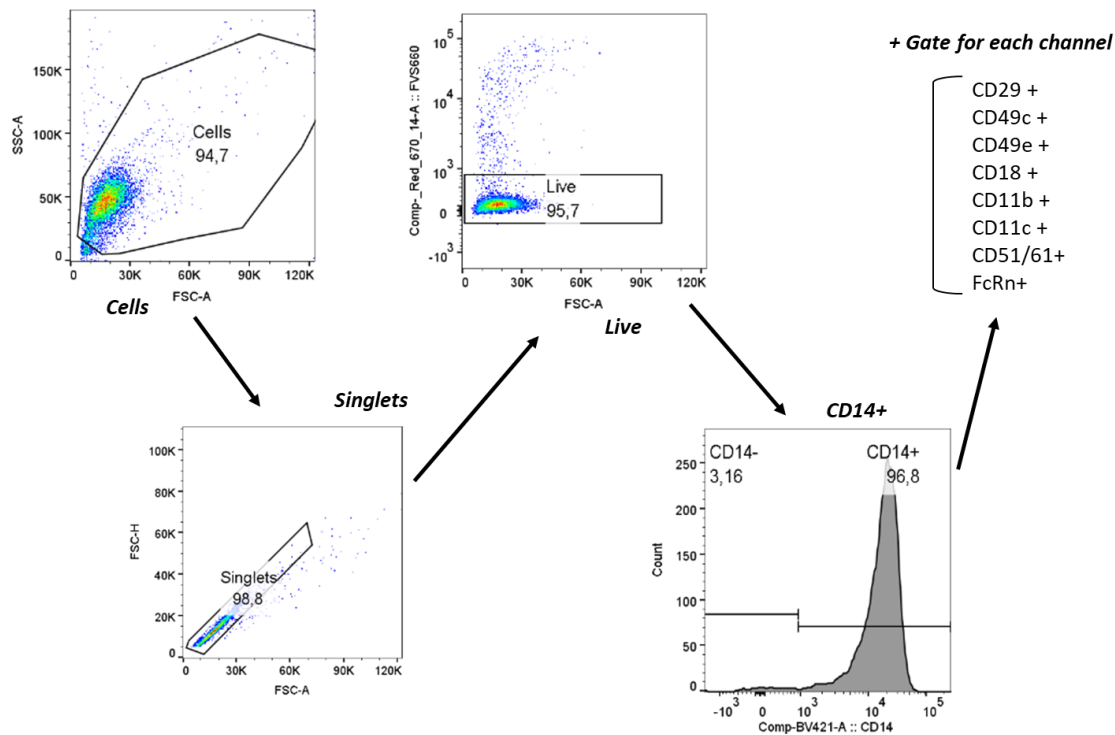 SSC-A
150K
100K
50K
0
Cells
94,7
0
30K
60K
90K
120K
FSC-A
Cells
Comp-_Red_670_14-A :: FVS660
10^5
10^4
10^3
0
-10^3
Live
95,7
0
30K
60K
90K
120K
FSC-A
Live
+ Gate for each channel
CD29 +
CD49c +
CD49e +
CD18 +
CD11b +
CD11c +
CD51/61+
FcRn+
Singlets
FSC-H
100K
80K
60K
40K
20K
0
Singlets
98,8
0
30K
60K
90K
120K
FSC-A
CD14+
Count
250
200
150
100
50
0
CD14-
3,16
CD14+
96,8
-10^3
0
10^3
10^4
10^5
Comp-BV421-A :: CD14